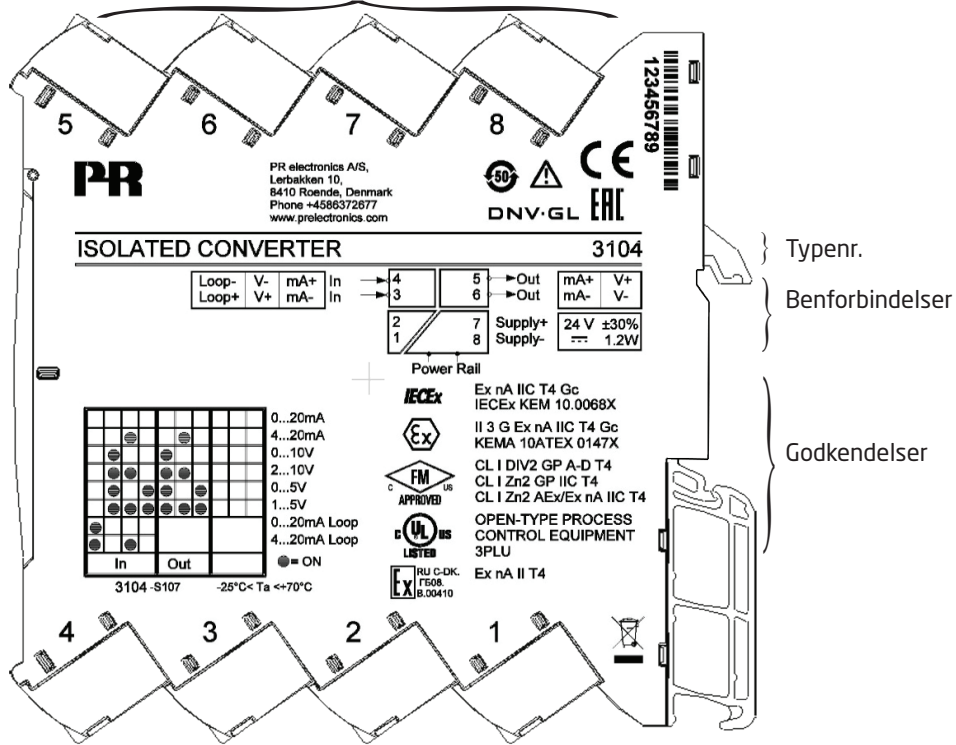 5 6 7 8
123456789
PR
PR electronics A/S,
Lerbakken 10,
8410 Roende, Denmark
Phone +4586372677
www.prelectronics.com
50
CE
DNV·GL EAC
ISOLATED CONVERTER 3104
Typenr.
Benforbindelser
Loop- V- mA+ In 4 5 Out mA+ V+
Loop+ V+ mA- In 3 6 Out mA- V-
2 7 Supply+ 24 V ±30%
1 8 Supply- 1.2W
Power Rail
IECEx
Ex nA IIC T4 Gc
IECEx KEM 10.0068X
Ex
II 3 G Ex nA IIC T4 Gc
KEMA 10ATEX 0147X
Godkendelser
C FM US
APPROVED
CL I DIV2 GP A-D T4
CL I Zn2 GP IIC T4
CL I Zn2 AEx/Ex nA IIC T4
C UL US
LISTED
OPEN-TYPE PROCESS
CONTROL EQUIPMENT
3PLU
Ex
RU C-DK.
ГБ08.
B.00410
Ex nA II T4
0...20mA
4...20mA
0...10V
2...10V
0...5V
1...5V
0...20mA Loop
4...20mA Loop
In Out = ON
3104 -S107 -25°C< Ta <+70°C
4 3 2 1